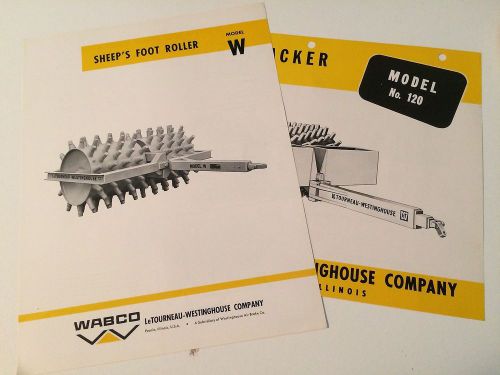 SHEEP'S FOOT ROLLER
MODEL
W
LETOURNEAU-WESTINGHOUSE
MODEL W
WABCO
LeTOURNEAU-WESTINGHOUSE COMPANY
Peoria, Illinois, U.S.A. • A Subsidiary of Westinghouse Air Brake Co.
CKER
MODEL
No. 120
LETOURNEAU-WESTINGHOUSE
NGHOUSE COMPANY
ILLINOIS